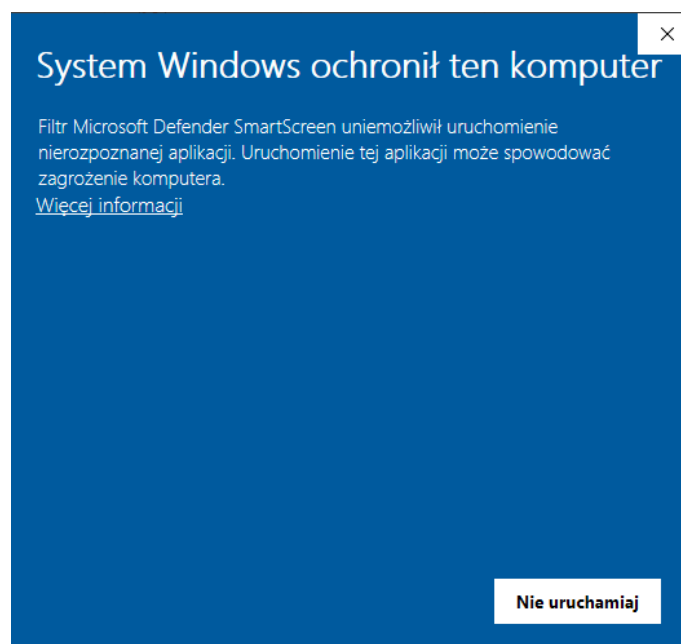 System Windows ochronił ten komputer
Filtr Microsoft Defender SmartScreen uniemożliwił uruchomienie
nierozpoznanej aplikacji. Uruchomienie tej aplikacji może spowodować
zagrożenie komputera.
Więcej informacji
Nie uruchamiaj